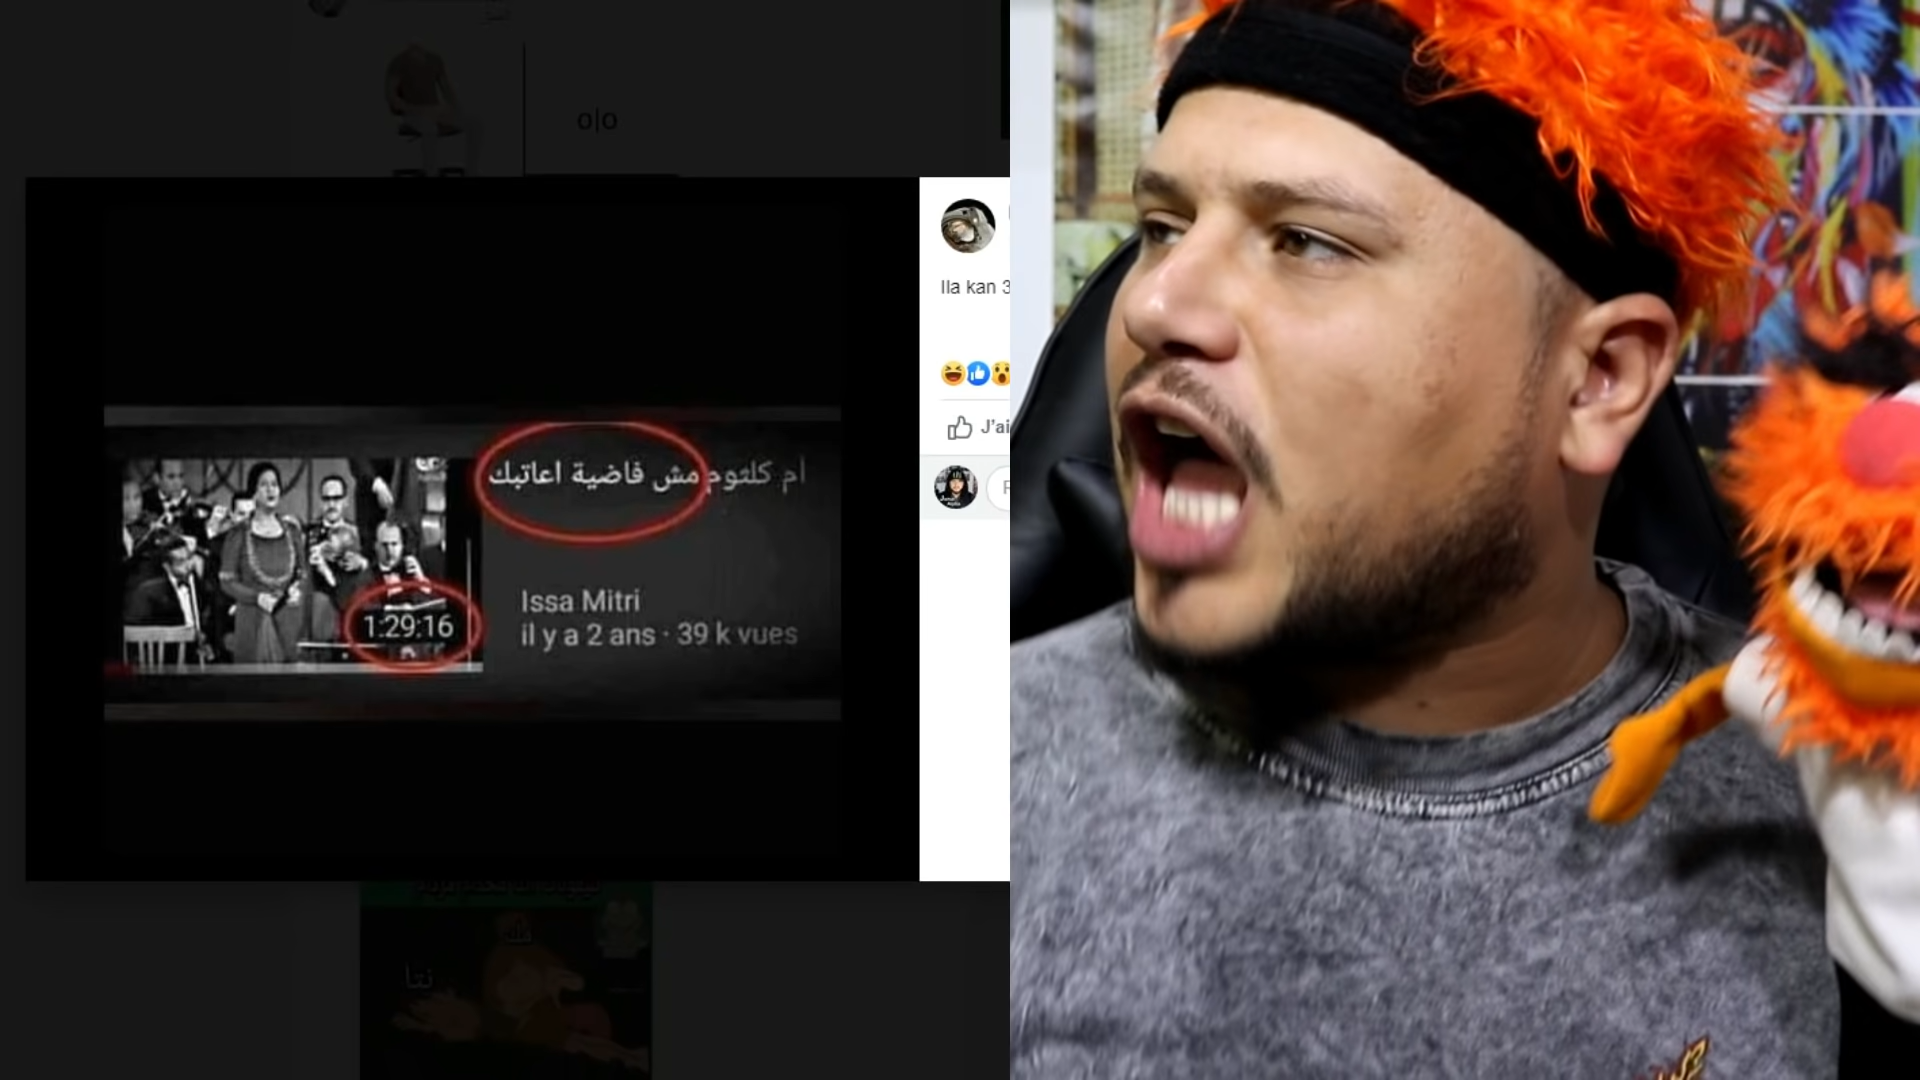 o|o
Ila kan 3
J'ai
أم كلثوم مش فاضية اعاتبك
1:29:16
Issa Mitri
il y a 2 ans · 39 k vues
نتا